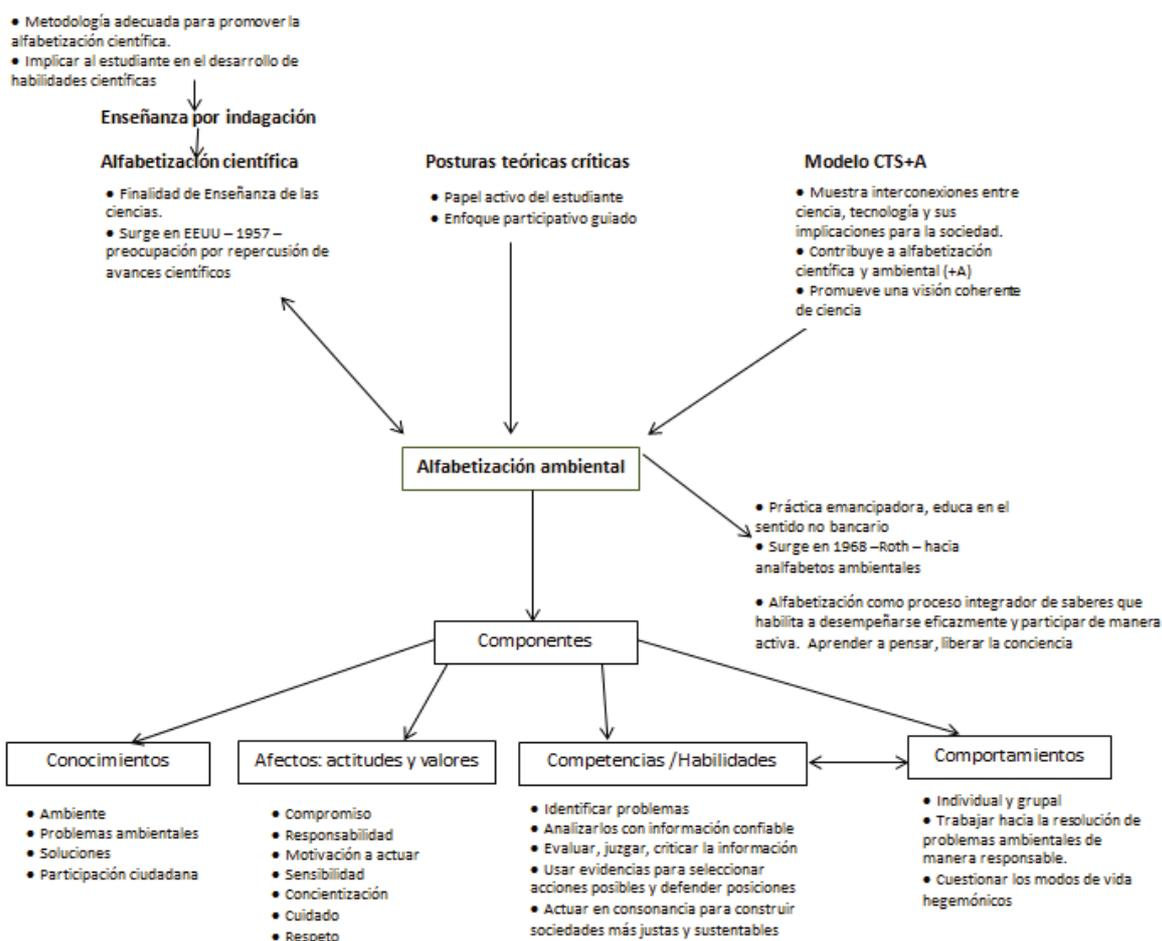 ● Metodología adecuada para promover la
alfabetización científica.
● Implicar al estudiante en el desarrollo de
habilidades científicas
Enseñanza por indagación
Alfabetización científica
● Finalidad de Enseñanza de las
ciencias.
● Surge en EEUU – 1957 –
preocupación por repercusión de
avances científicos
Posturas teóricas críticas
● Papel activo del estudiante
● Enfoque participativo guiado
Modelo CTS+A
● Muestra interconexiones entre
ciencia, tecnología y sus
implicaciones para la sociedad.
● Contribuye a alfabetización
científica y ambiental (+A)
● Promueve una visión coherente
de ciencia
Alfabetización ambiental
● Práctica emancipadora, educa en el
sentido no bancario
● Surge en 1968 –Roth – hacia
analfabetos ambientales
● Alfabetización como proceso integrador de saberes que
habilita a desempeñarse eficazmente y participar de manera
activa. Aprender a pensar, liberar la conciencia
Componentes
Conocimientos
● Ambiente
● Problemas ambientales
● Soluciones
● Participación ciudadana
Afectos: actitudes y valores
● Compromiso
● Responsabilidad
● Motivación a actuar
● Sensibilidad
● Concientización
● Cuidado
● Respeto
Competencias /Habilidades
● Identificar problemas
● Analizarlos con información confiable
● Evaluar, juzgar, criticar la información
● Usar evidencias para seleccionar
acciones posibles y defender posiciones
● Actuar en consonancia para construir
sociedades más justas y sustentables
Comportamientos
● Individual y grupal
● Trabajar hacia la resolución de
problemas ambientales de
manera responsable.
● Cuestionar los modos de vida
hegemónicos